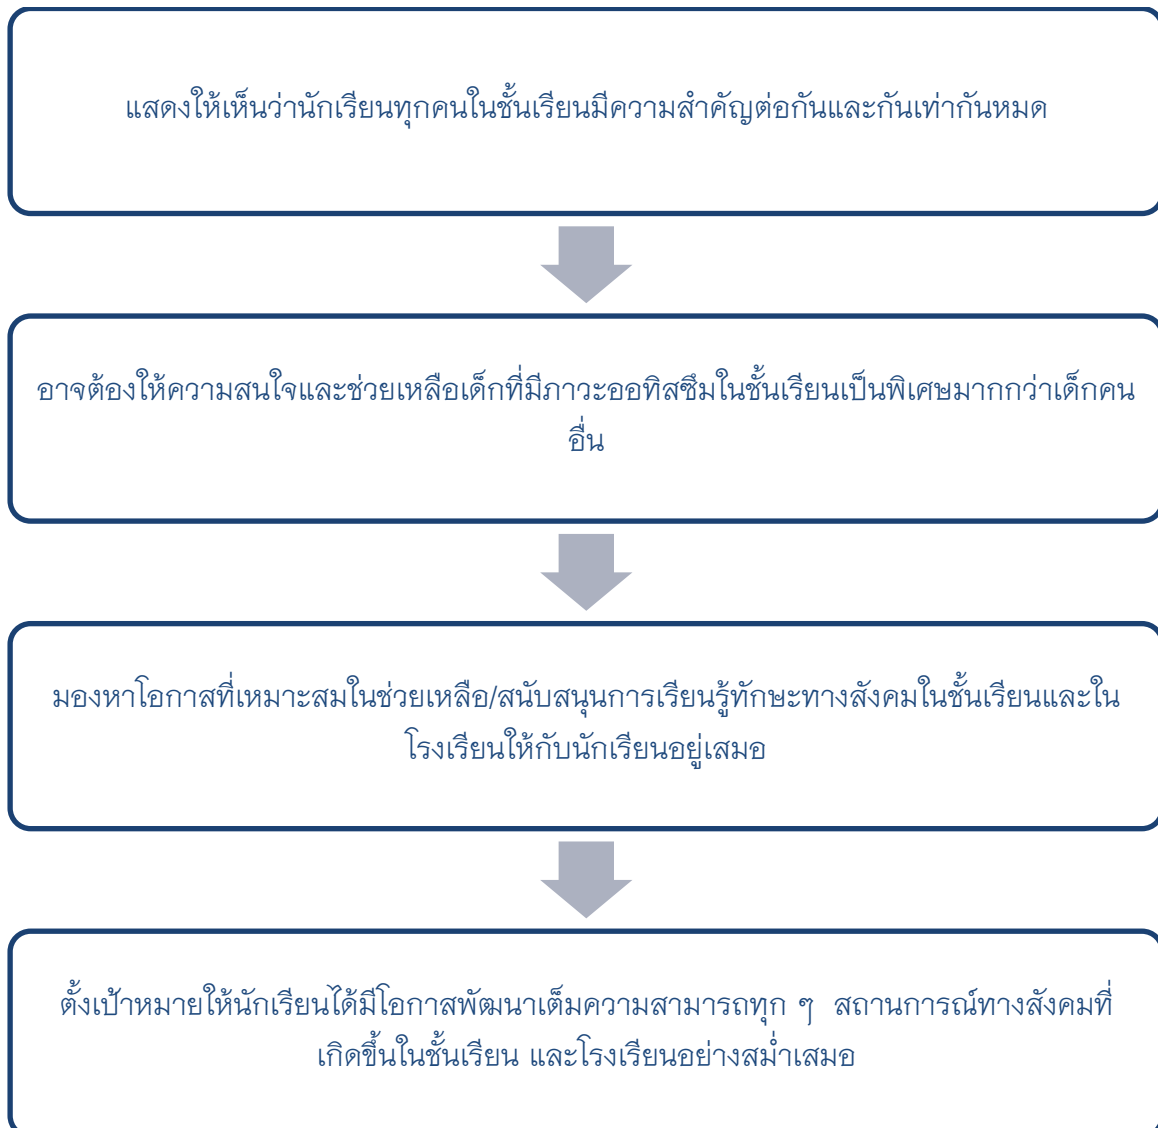 แสดงให้เห็นว่านักเรียนทุกคนในชั้นเรียนมีความสำคัญต่อกันและกันเท่ากันหมด
อาจต้องให้ความสนใจและช่วยเหลือเด็กที่มีภาวะออทิสซึมในชั้นเรียนเป็นพิเศษมากกว่าเด็กคน
อื่น
มองหาโอกาสที่เหมาะสมในช่วยเหลือ/สนับสนุนการเรียนรู้ทักษะทางสังคมในชั้นเรียนและใน
โรงเรียนให้กับนักเรียนอยู่เสมอ
ตั้งเป้าหมายให้นักเรียนได้มีโอกาสพัฒนาเต็มความสามารถทุก ๆ  สถานการณ์ทางสังคมที่
เกิดขึ้นในชั้นเรียน และโรงเรียนอย่างสม่ำเสมอ